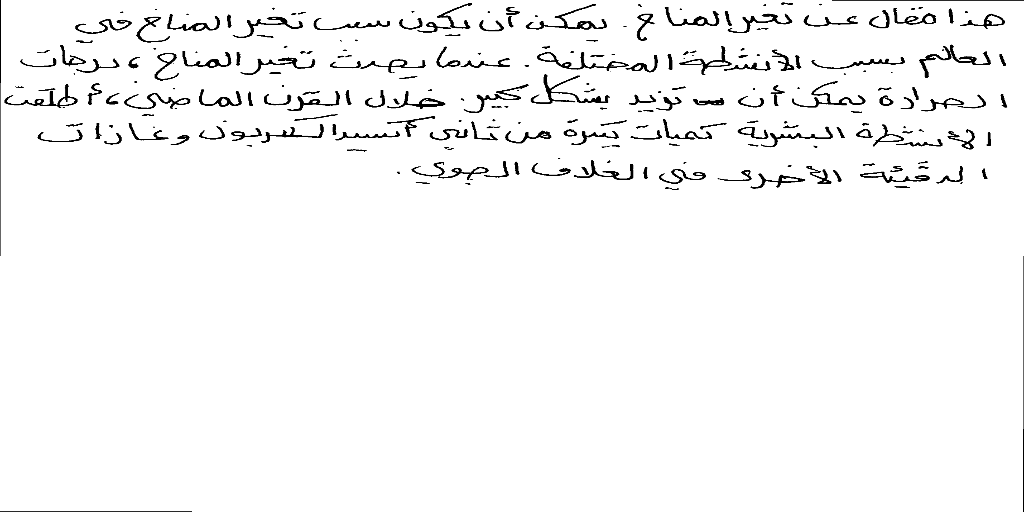 هذا مقال عن تغير المناخ. يمكن أن يكون سبب تغير المناخ في
العالم بسبب الأنشطة المختلفة. عندما يحدث تغير المناخ، درجات
الحرارة يمكن أن تزيد بشكل كبير. خلال القرن الماضي، أطلقت
الأنشطة البشرية كميات كبيرة من ثاني أكسيد الكربون وغازات
الدفيئة الأخرى في الغلاف الجوي.